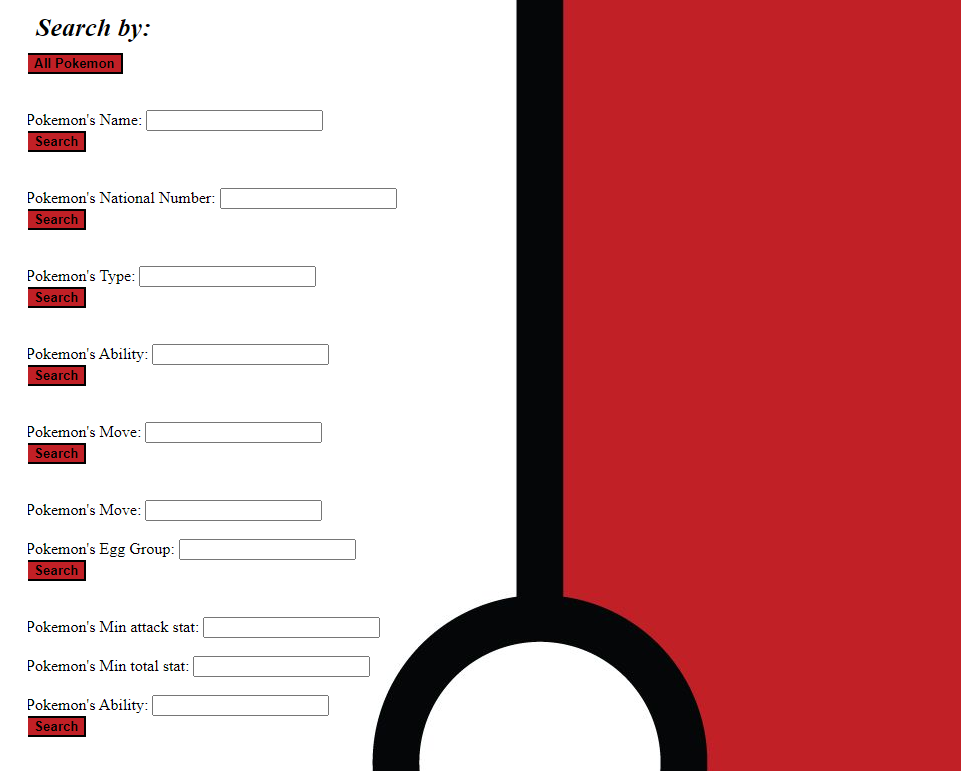 Search by:
All Pokemon
Pokemon's Name:
Search
Pokemon's National Number:
Search
Pokemon's Type:
Search
Pokemon's Ability:
Search
Pokemon's Move:
Search
Pokemon's Move:
Pokemon's Egg Group:
Search
Pokemon's Min attack stat:
Pokemon's Min total stat:
Pokemon's Ability:
Search